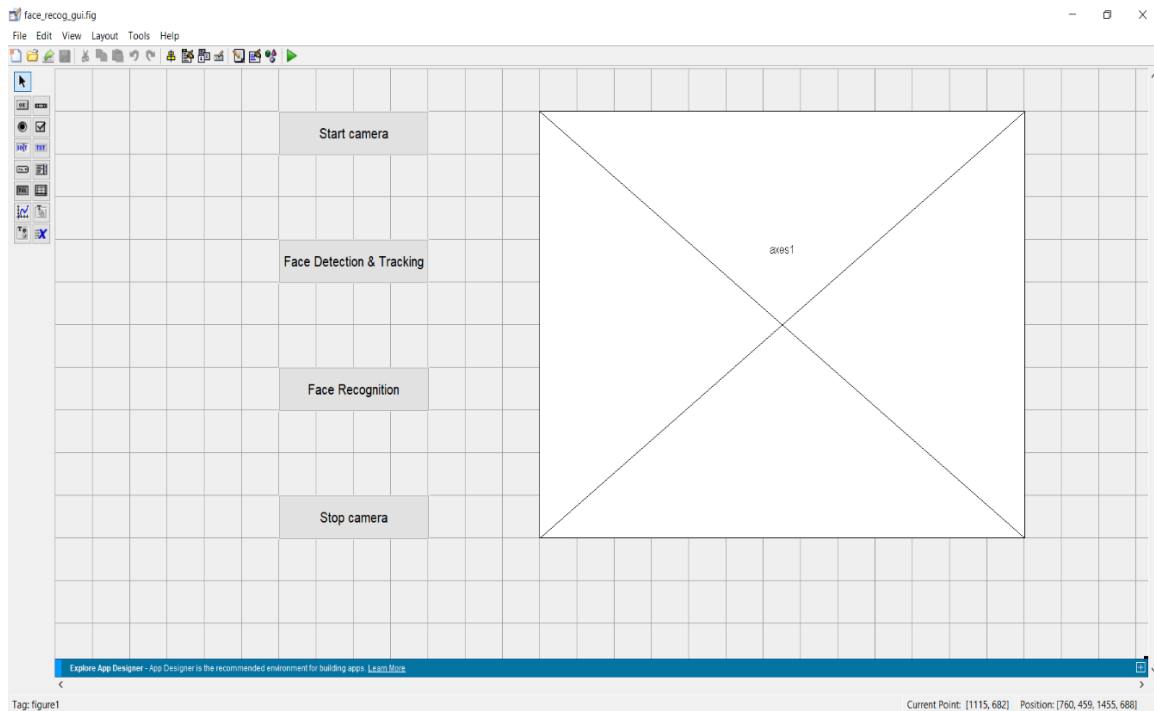 face_recog_gui.fig
File Edit View Layout Tools Help
Start camera
axes1
Face Detection & Tracking
Face Recognition
Stop camera
Explore App Designer - App Designer is the recommended environment for building apps. Learn More
Tag: figure1
Current Point: [1115, 682] Position: [760, 459, 1455, 688]